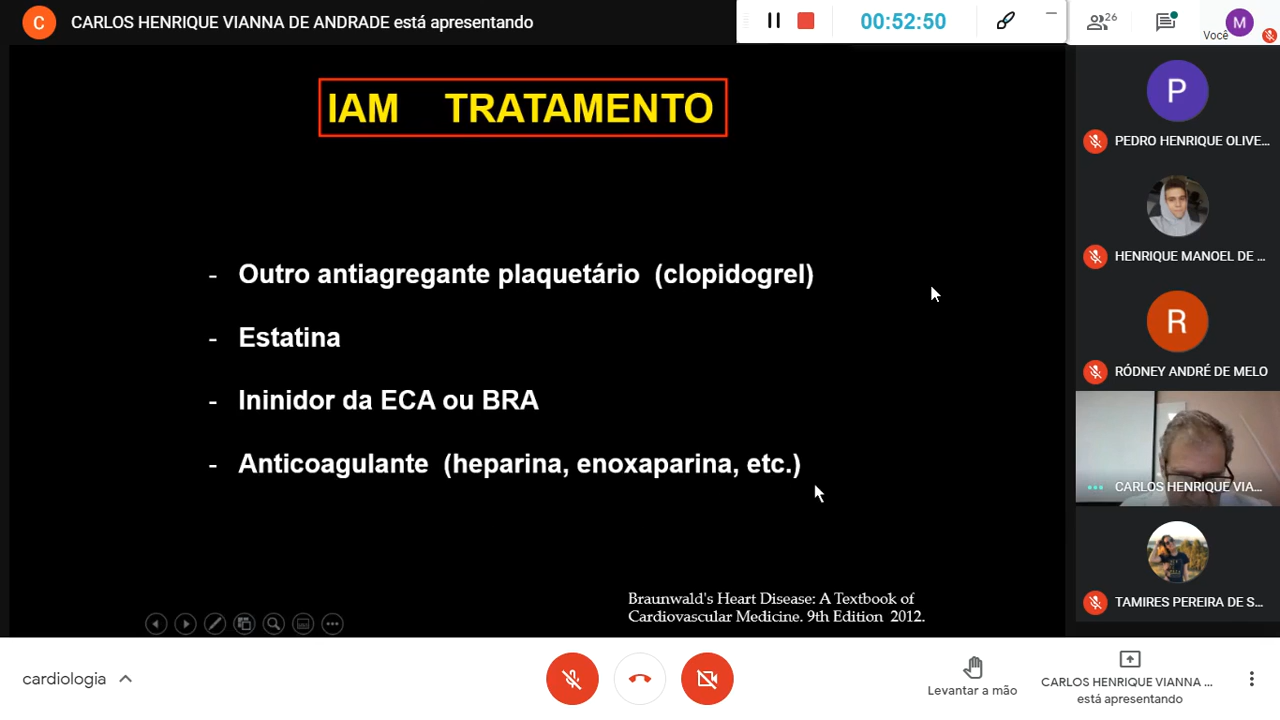 C CARLOS HENRIQUE VIANNA DE ANDRADE está apresentando
00:52:50
26
M
Você
IAM TRATAMENTO
- Outro antiagregante plaquetário (clopidogrel)
- Estatina
- Ininidor da ECA ou BRA
- Anticoagulante (heparina, enoxaparina, etc.)
Braunwald's Heart Disease: A Textbook of
Cardiovascular Medicine. 9th Edition 2012.
P
PEDRO HENRIQUE OLIVE...
HENRIQUE MANOEL DE ...
R
RÓDNEY ANDRÉ DE MELO
CARLOS HENRIQUE VIA...
TAMIRES PEREIRA DE S...
cardiologia
Levantar a mão
CARLOS HENRIQUE VIANNA ...
está apresentando